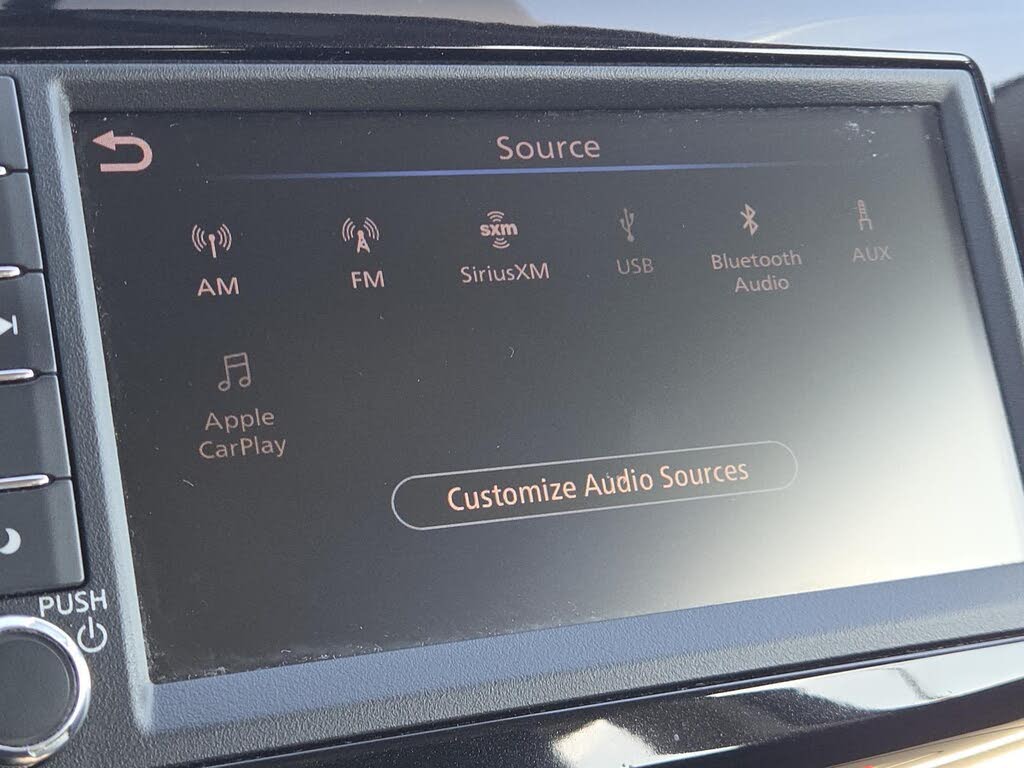 Source
sxm
AM
FM
SiriusXM
USB
Bluetooth
Audio
AUX
Apple
CarPlay
Customize Audio Sources
PUSH